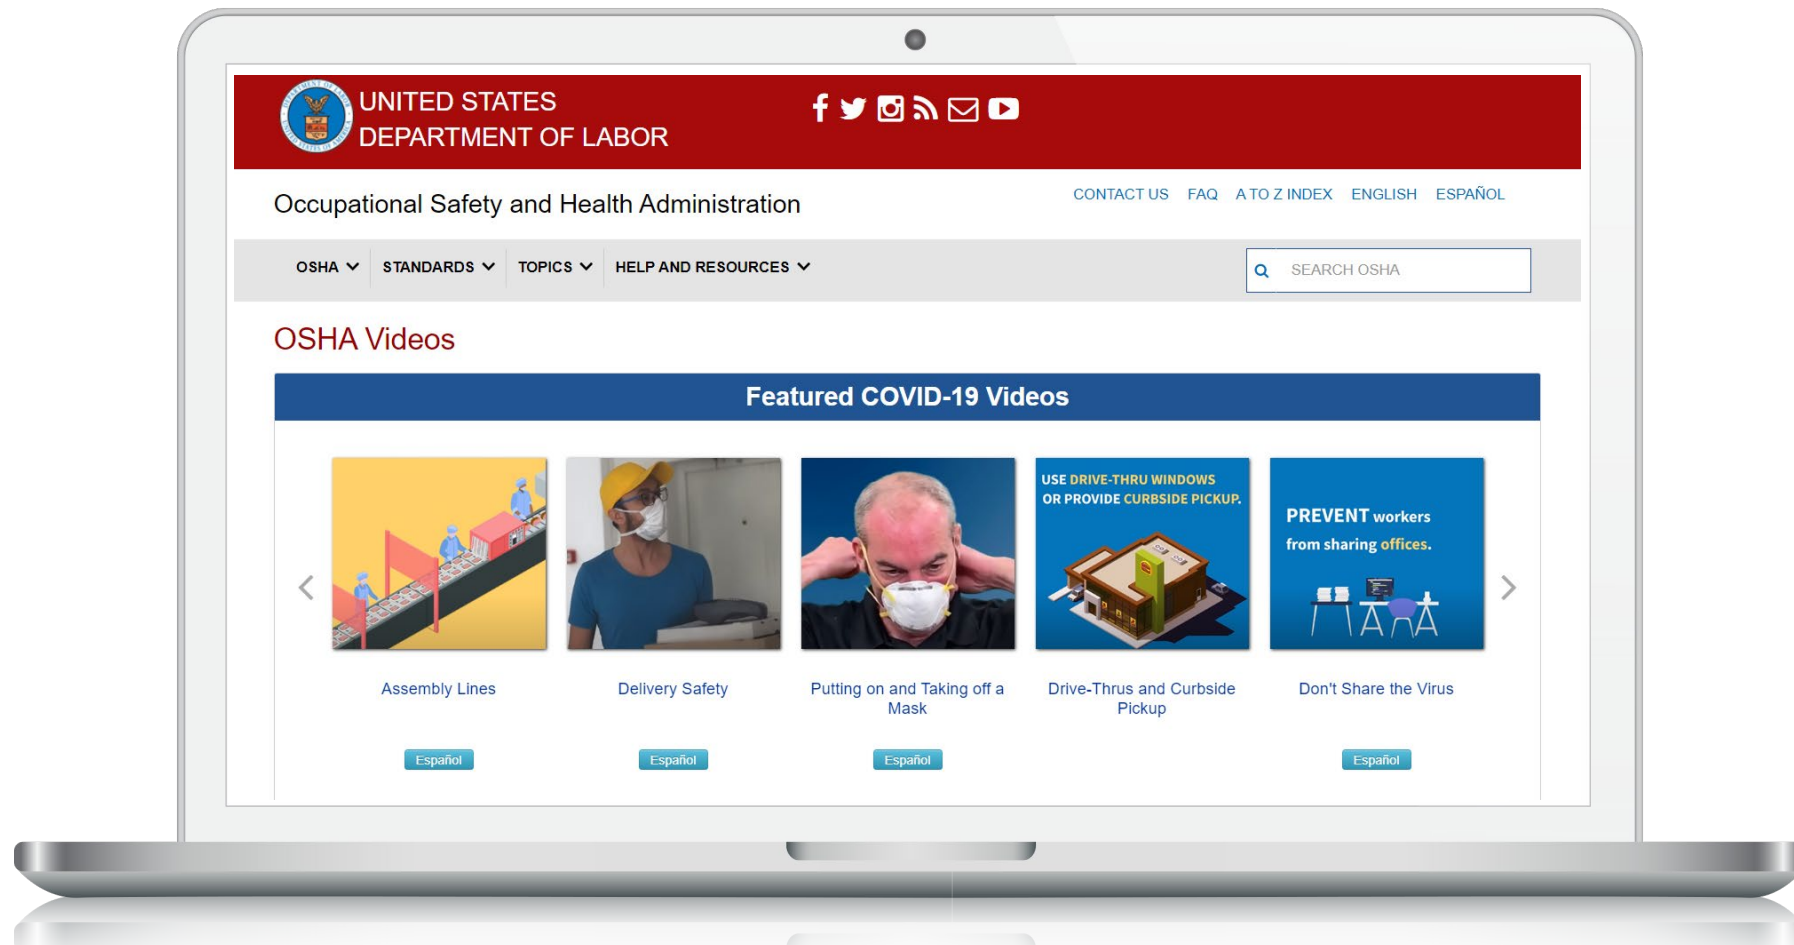 UNITED STATES
DEPARTMENT OF LABOR
Occupational Safety and Health Administration
CONTACT US FAQ A TO Z INDEX ENGLISH ESPAÑOL
OSHA STANDARDS TOPICS HELP AND RESOURCES
SEARCH OSHA
OSHA Videos
Featured COVID-19 Videos
USE DRIVE-THRU WINDOWS
OR PROVIDE CURBSIDE PICKUP.
PREVENT workers
from sharing offices.
Assembly Lines
Delivery Safety
Putting on and Taking off a
Mask
Drive-Thrus and Curbside
Pickup
Don't Share the Virus
Español
Español
Español
Español